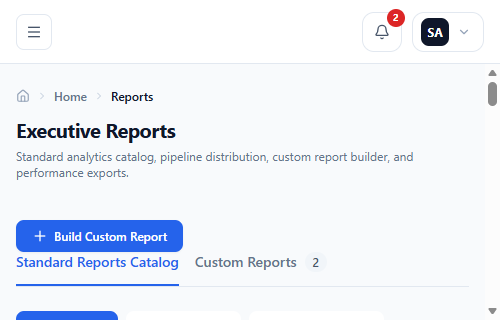 2
SA
Home
Reports
Executive Reports
Standard analytics catalog, pipeline distribution, custom report builder, and
performance exports.
Build Custom Report
Standard Reports Catalog
Custom Reports
2